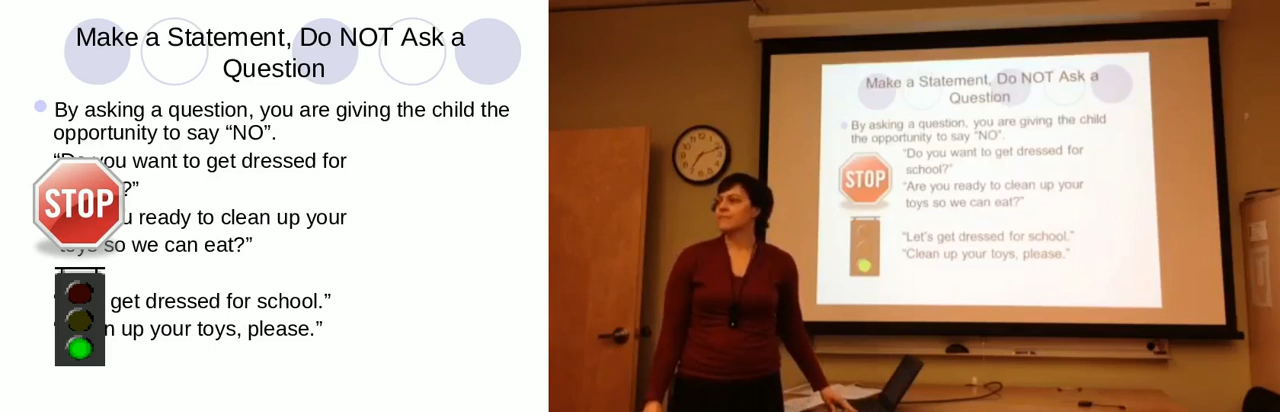 Make a Statement, Do NOT Ask a
Question
By asking a question, you are giving the child the
opportunity to say “NO”.
“Do you want to get dressed for
?”
STOP
u ready to clean up your
toys so we can eat?”
get dressed for school.”
n up your toys, please.”
Make a Statement, Do NOT Ask a
Question
By asking a question, you are giving the child
the opportunity to say “NO”.
“Do you want to get dressed for
school?”
STOP
“Are you ready to clean up your
toys so we can eat?”
“Let's get dressed for school.”
“Clean up your toys, please.”